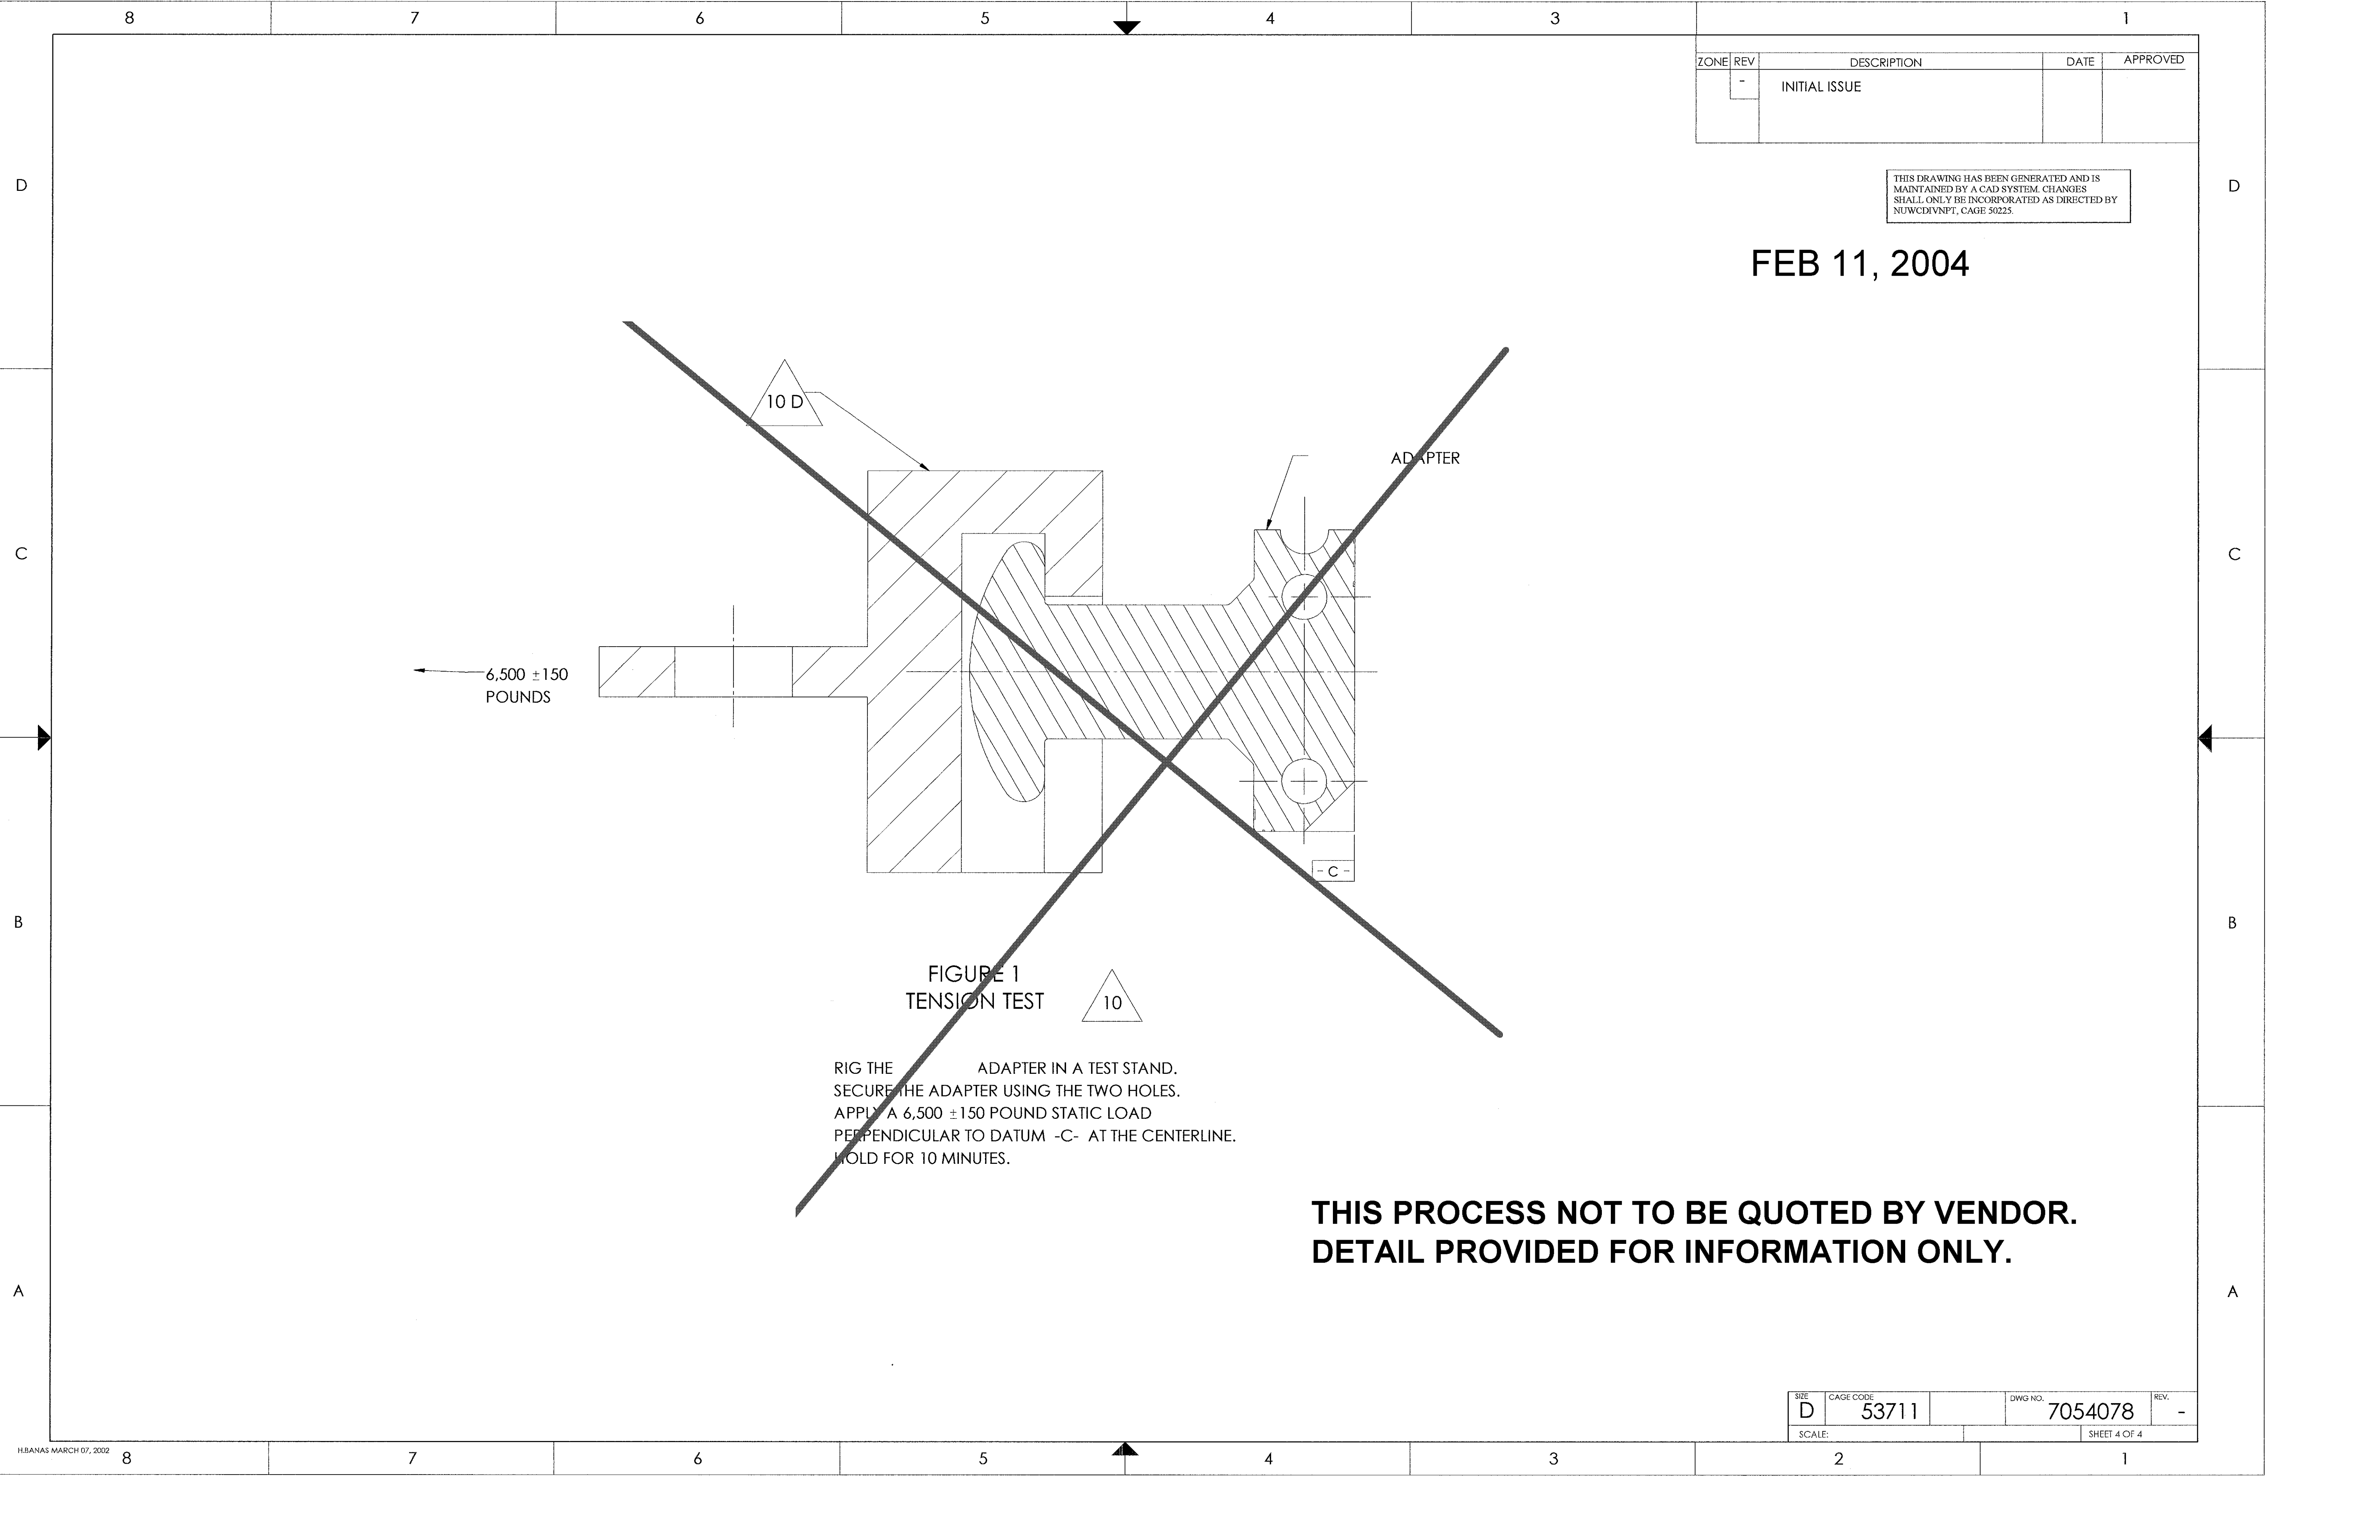 8 7 6 5 4 3 1
ZONE REV DESCRIPTION DATE APPROVED
- INITIAL ISSUE
D D
THIS DRAWING HAS BEEN GENERATED AND IS
MAINTAINED BY A CAD SYSTEM. CHANGES
SHALL ONLY BE INCORPORATED AS DIRECTED BY
NUWCDIVNPT, CAGE 50225.
FEB 11, 2004
10 D
ADAPTER
C C
6,500 ±150
POUNDS
- C -
B B
FIGURE 1
TENSION TEST
10
RIG THE ADAPTER IN A TEST STAND.
SECURE THE ADAPTER USING THE TWO HOLES.
APPLY A 6,500 ±150 POUND STATIC LOAD
PERPENDICULAR TO DATUM -C- AT THE CENTERLINE.
HOLD FOR 10 MINUTES.
THIS PROCESS NOT TO BE QUOTED BY VENDOR.
DETAIL PROVIDED FOR INFORMATION ONLY.
A A
SIZE CAGE CODE DWG NO. REV.
D 53711 7054078 -
SCALE: SHEET 4 OF 4
H.BANAS MARCH 07, 2002
8 7 6 5 4 3 2 1